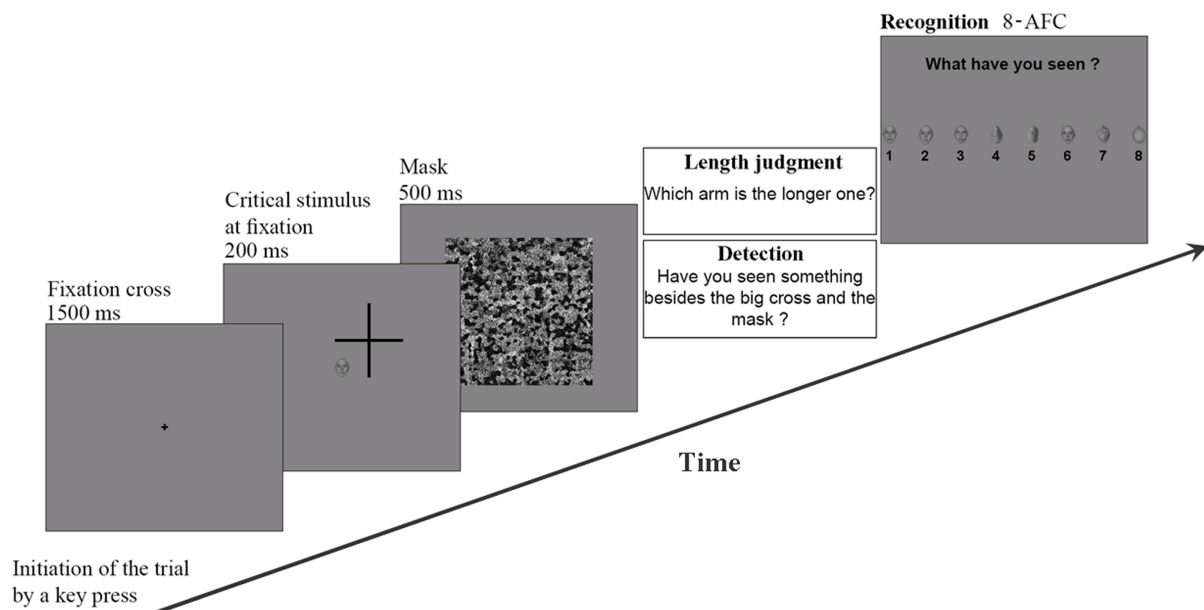 Recognition 8-AFC
What have you seen ?
1 2 3 4 5 6 7 8
Mask
500 ms
Length judgment
Which arm is the longer one?
Critical stimulus
at fixation
200 ms
Detection
Have you seen something
besides the big cross and the
mask ?
Fixation cross
1500 ms
Time
Initiation of the trial
by a key press